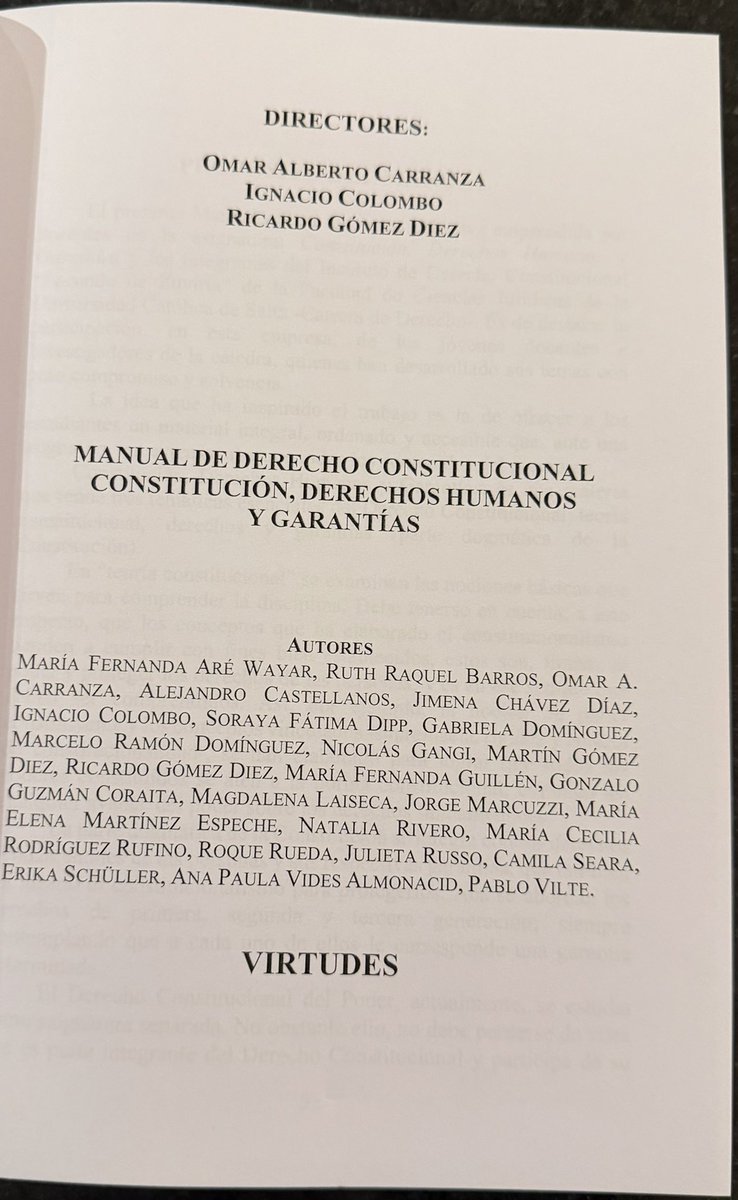 DIRECTORES:
OMAR ALBERTO CARRANZA
IGNACIO COLOMBO
RICARDO GÓMEZ DIEZ
MANUAL DE DERECHO CONSTITUCIONAL
CONSTITUCIÓN, DERECHOS HUMANOS
Y GARANTÍAS
AUTORES
MARÍA FERNANDA ARÉ WAYAR, RUTH RAQUEL BARROS, OMAR A.
CARRANZA, ALEJANDRO CASTELLANOS, JIMENA CHÁVEZ DÍAZ,
IGNACIO COLOMBO, SORAYA FÁTIMA DIPP, GABRIELA DOMÍNGUEZ,
MARCELO RAMÓN DOMÍNGUEZ, NICOLÁS GANGI, MARTÍN GÓMEZ
DIEZ, RICARDO GÓMEZ DIEZ, MARÍA FERNANDA GUILLÉN, GONZALO
GUZMÁN CORAITA, MAGDALENA LAISECA, JORGE MARCUZZI, MARÍA
ELENA MARTÍNEZ ESPECHE, NATALIA RIVERO, MARÍA CECILIA
RODRÍGUEZ RUFINO, ROQUE RUEDA, JULIETA RUSSO, CAMILA SEARA,
ERIKA SCHÜLLER, ANA PAULA VIDES ALMONACID, PABLO VILTE.
VIRTUDES